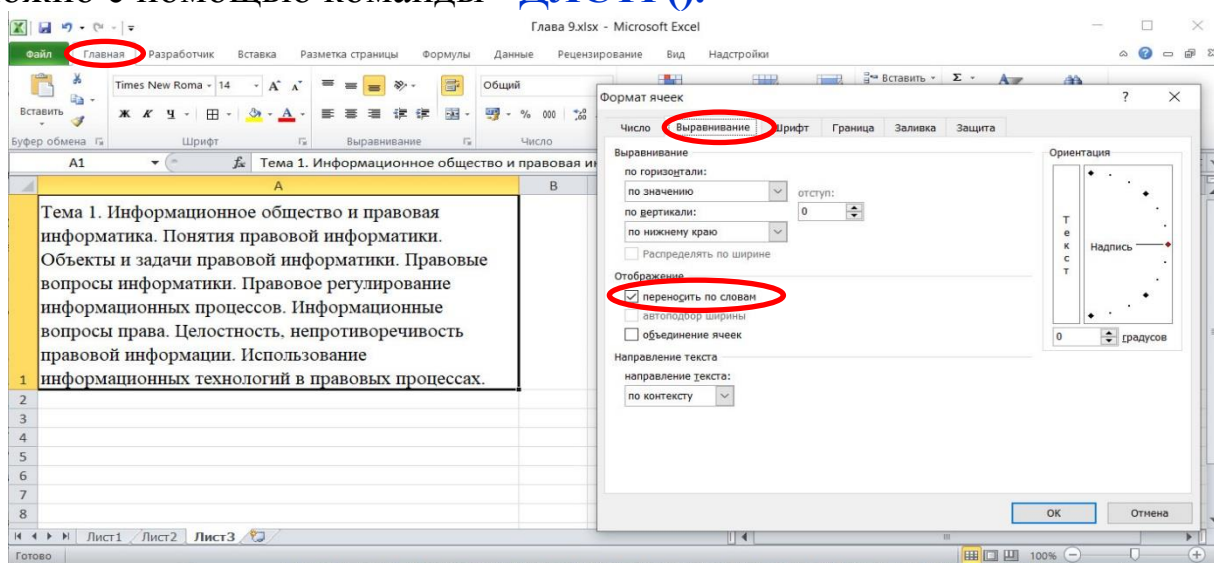 с помощью команды ДЛСТР().
Глава 9.xlsx - Microsoft Excel
Файл Главная Разработчик Вставка Разметка страницы Формулы Данные Рецензирование Вид Надстройки
Times New Roma 14 А А Общий Вставить Σ
Вставить
Ж К Ч А % 000
Буфер обмена Шрифт Выравнивание Число
A1 fx Тема 1. Информационное общество и правовая
A B
Тема 1. Информационное общество и правовая
информатика. Понятия правовой информатики.
Объекты и задачи правовой информатики. Правовые
вопросы информатики. Правовое регулирование
информационных процессов. Информационные
вопросы права. Целостность, непротиворечивость
правовой информации. Использование
1 информационных технологий в правовых процессах.
2
3
4
5
6
7
8
Лист1 Лист2 Лист3
Готово 100%
Формат ячеек ?
Число Выравнивание Шрифт Граница Заливка Защита
Выравнивание
по горизонтали:
по значению
отступ:
0
по вертикали:
по нижнему краю
Распределять по ширине
Отображение
переносить по словам
автоподбор ширины
объединение ячеек
Направление текста
направление текста:
по контексту
Ориентация
Текст
Надпись
0 градусов
ОК Отмена